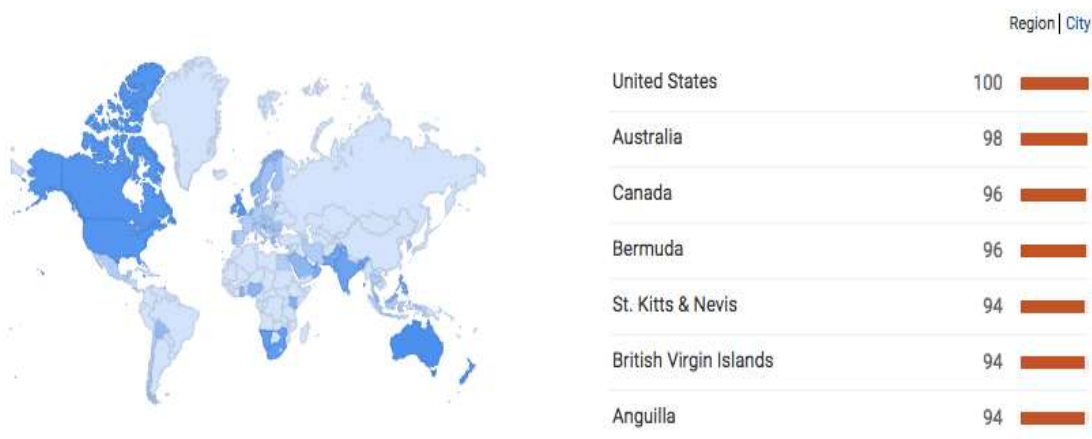 Region | City
United States 100
Australia 98
Canada 96
Bermuda 96
St. Kitts & Nevis 94
British Virgin Islands 94
Anguilla 94